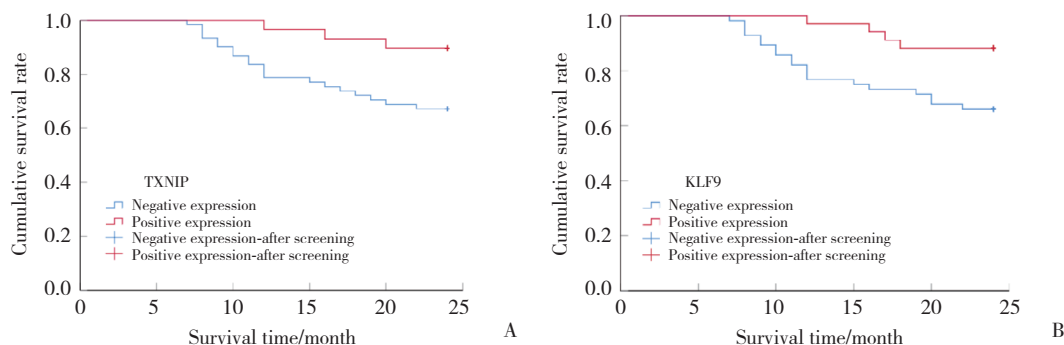 Cumulative survival rate
1.0
0.8
0.6
0.4
0.2
0.0
TXNIP
Negative expression
Positive expression
Negative expression-after screening
Positive expression-after screening
0 5 10 15 20 25
Survival time/month
A
Cumulative survival rate
1.0
0.8
0.6
0.4
0.2
0.0
KLF9
Negative expression
Positive expression
Negative expression-after screening
Positive expression-after screening
0 5 10 15 20 25
Survival time/month
B